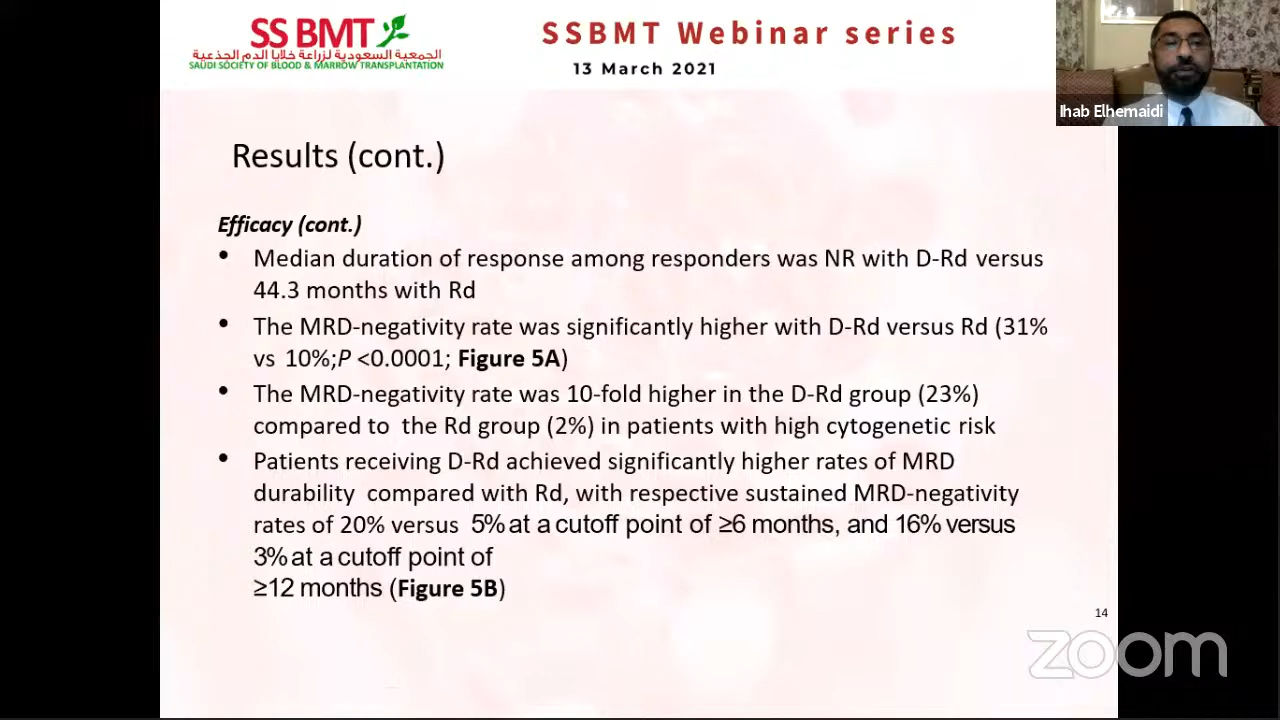 SS BMT
الجمعية السعودية لزراعة خلايا الدم الجذعية
SAUDI SOCIETY OF BLOOD & MARROW TRANSPLANTATION
SSBMT Webinar series
13 March 2021
Ihab Elhemaidi
Results (cont.)
Efficacy (cont.)
• Median duration of response among responders was NR with D-Rd versus
44.3 months with Rd
• The MRD-negativity rate was significantly higher with D-Rd versus Rd (31%
vs 10%;P <0.0001; Figure 5A)
• The MRD-negativity rate was 10-fold higher in the D-Rd group (23%)
compared to the Rd group (2%) in patients with high cytogenetic risk
• Patients receiving D-Rd achieved significantly higher rates of MRD
durability compared with Rd, with respective sustained MRD-negativity
rates of 20% versus 5% at a cutoff point of ≥6 months, and 16% versus
3% at a cutoff point of
≥12 months (Figure 5B)
14
zoom